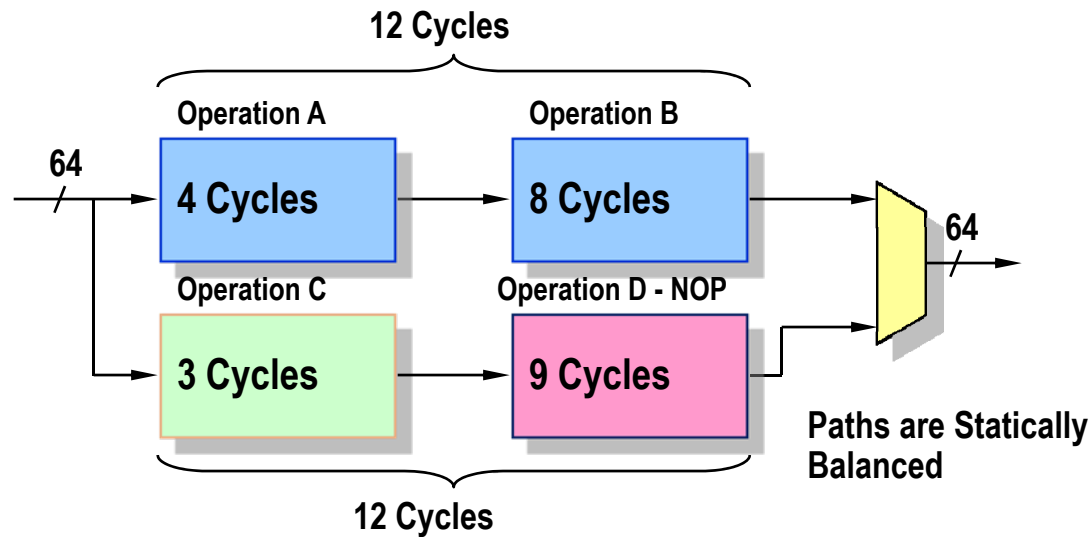 12 Cycles
Operation A
Operation B
64
4 Cycles
8 Cycles
64
Operation C
Operation D - NOP
3 Cycles
9 Cycles
Paths are Statically
Balanced
12 Cycles